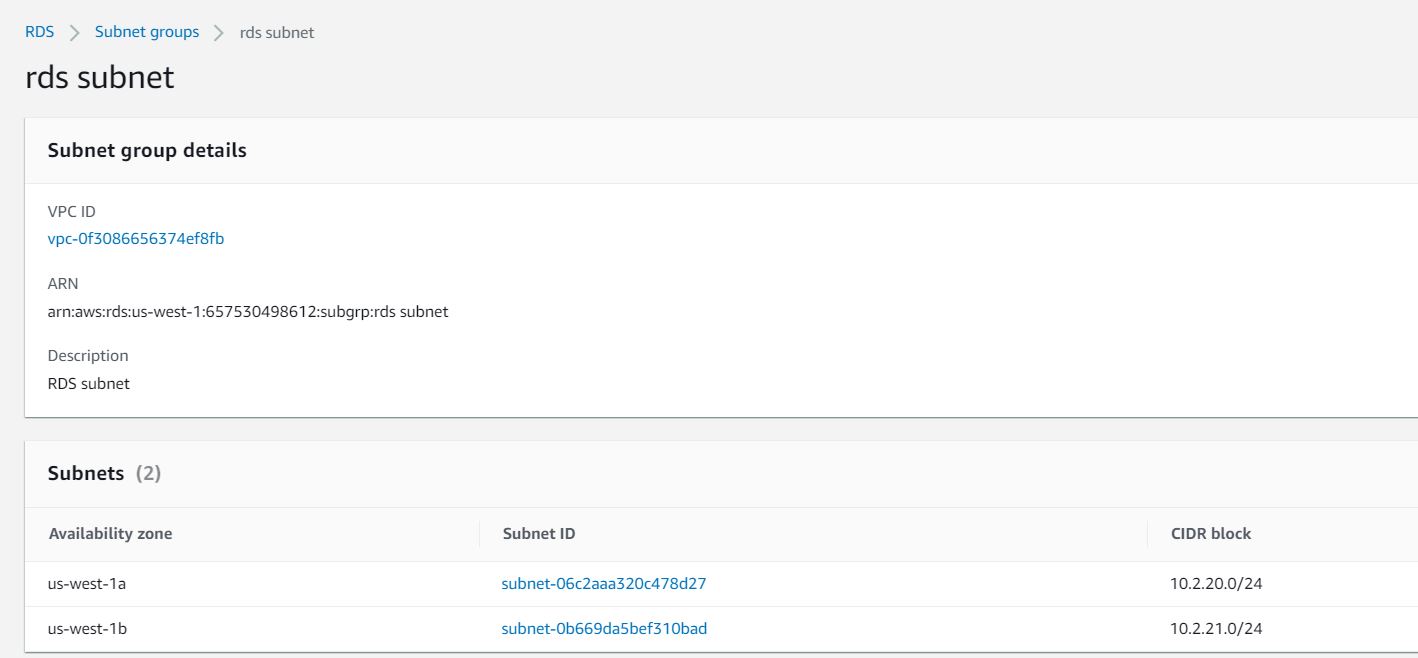 RDS > Subnet groups > rds subnet
rds subnet
Subnet group details
VPC ID
vpc-0f3086656374ef8fb
ARN
arn:aws:rds:us-west-1:657530498612:subgrp:rds subnet
Description
RDS subnet
Subnets (2)
Availability zone Subnet ID CIDR block
us-west-1a subnet-06c2aaa320c478d27 10.2.20.0/24
us-west-1b subnet-0b669da5bef310bad 10.2.21.0/24